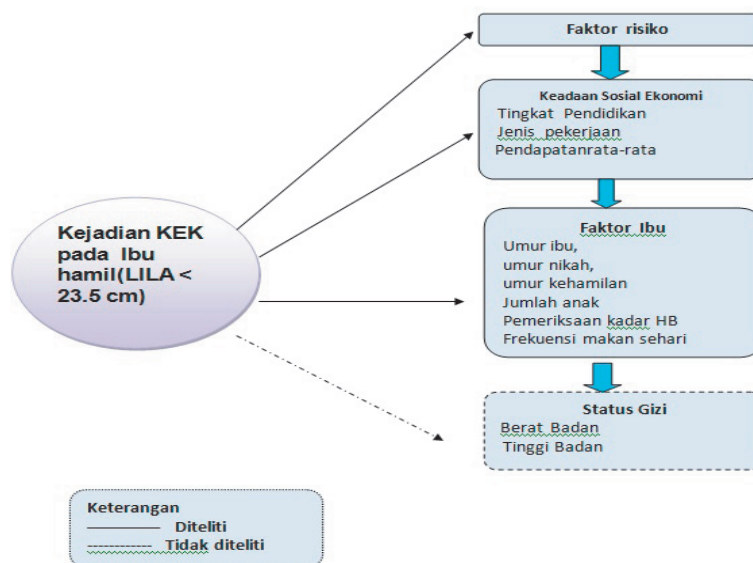 Faktor risiko
Keadaan Sosial Ekonomi
Tingkat Pendidikan
Jenis pekerjaan
Pendapatanrata-rata
Kejadian KEK
pada Ibu
hamil(LILA <
23.5 cm)
Faktor Ibu
Umur ibu,
umur nikah,
umur kehamilan
Jumlah anak
Pemeriksaan kadar HB
Frekuensi makan sehari
Status Gizi
Berat Badan
Tinggi Badan
Keterangan
Diteliti
Tidak diteliti